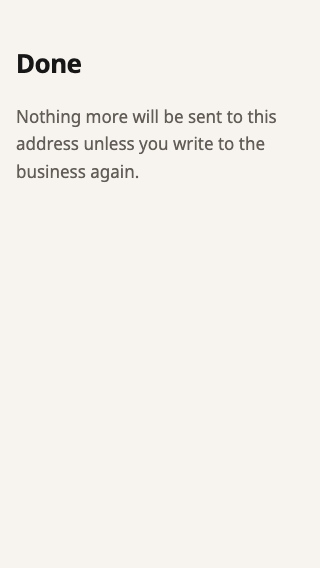 Done
Nothing more will be sent to this
address unless you write to the
business again.